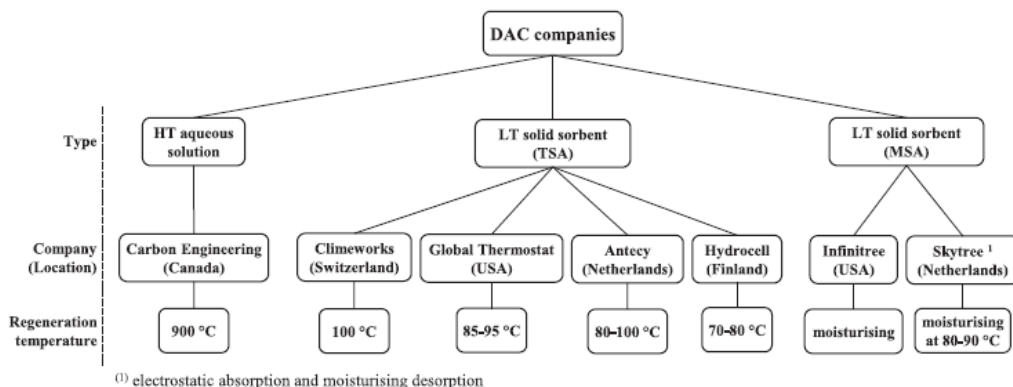 DAC companies
Type
HT aqueous
solution
LT solid sorbent
(TSA)
LT solid sorbent
(MSA)
Company
(Location)
Carbon Engineering
(Canada)
Climeworks
(Switzerland)
Global Thermostat
(USA)
Antecy
(Netherlands)
Hydrocell
(Finland)
Infinitree
(USA)
Skytree ¹
(Netherlands)
Regeneration
temperature
900 °C
100 °C
85-95 °C
80-100 °C
70-80 °C
moisturising
moisturising
at 80-90 °C
⁽¹⁾ electrostatic absorption and moisturising desorption